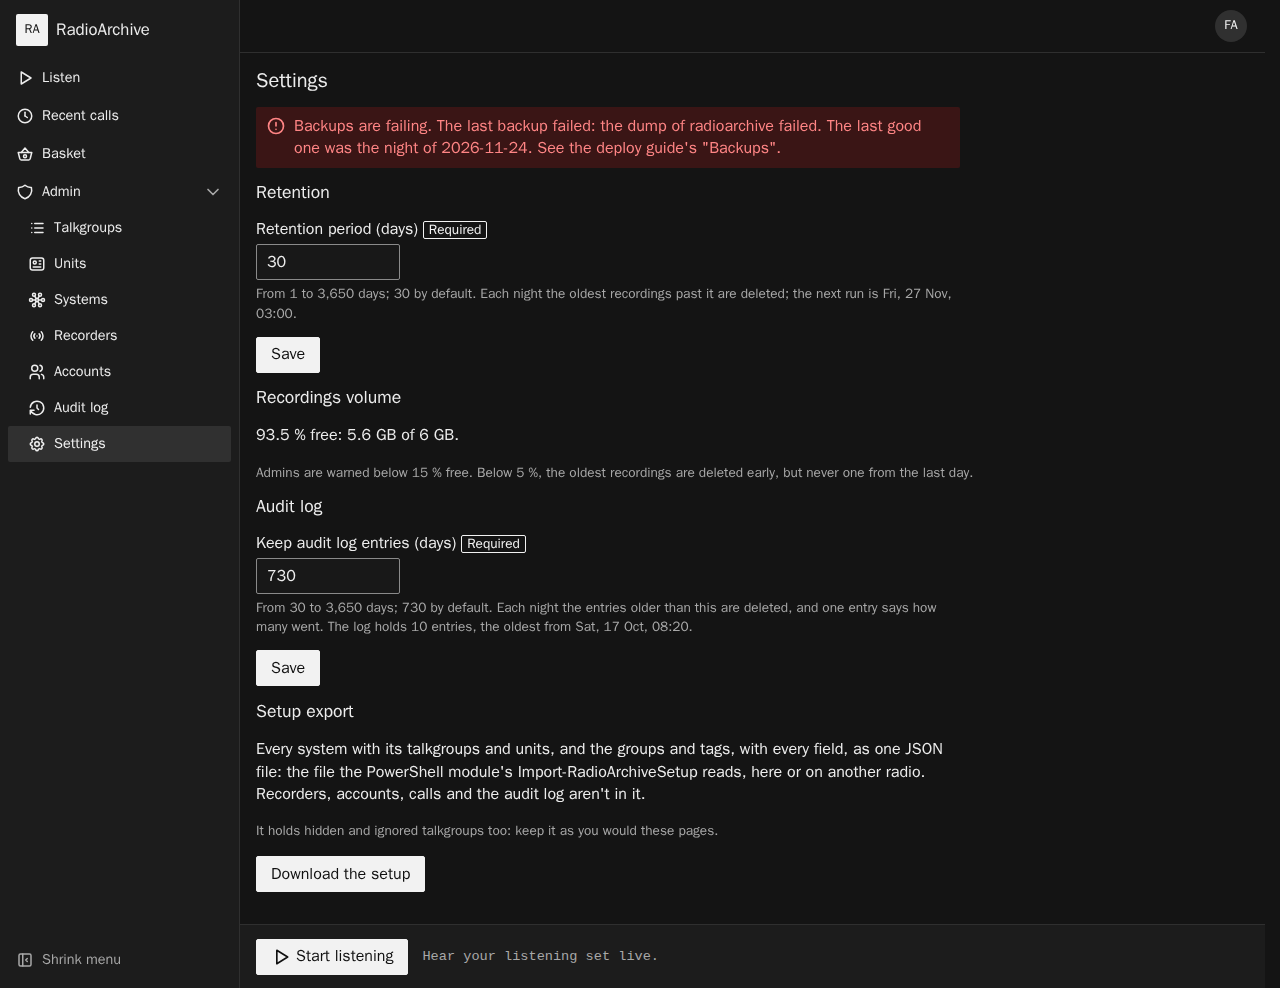 RA RadioArchive
FA
Listen
Recent calls
Basket
Admin
Talkgroups
Units
Systems
Recorders
Accounts
Audit log
Settings
Shrink menu
Settings
Backups are failing. The last backup failed: the dump of radioarchive failed. The last good
one was the night of 2026-11-24. See the deploy guide's "Backups".
Retention
Retention period (days) Required
30
From 1 to 3,650 days; 30 by default. Each night the oldest recordings past it are deleted; the next run is Fri, 27 Nov,
03:00.
Save
Recordings volume
93.5 % free: 5.6 GB of 6 GB.
Admins are warned below 15 % free. Below 5 %, the oldest recordings are deleted early, but never one from the last day.
Audit log
Keep audit log entries (days) Required
730
From 30 to 3,650 days; 730 by default. Each night the entries older than this are deleted, and one entry says how
many went. The log holds 10 entries, the oldest from Sat, 17 Oct, 08:20.
Save
Setup export
Every system with its talkgroups and units, and the groups and tags, with every field, as one JSON
file: the file the PowerShell module's Import-RadioArchiveSetup reads, here or on another radio.
Recorders, accounts, calls and the audit log aren't in it.
It holds hidden and ignored talkgroups too: keep it as you would these pages.
Download the setup
Start listening
Hear your listening set live.